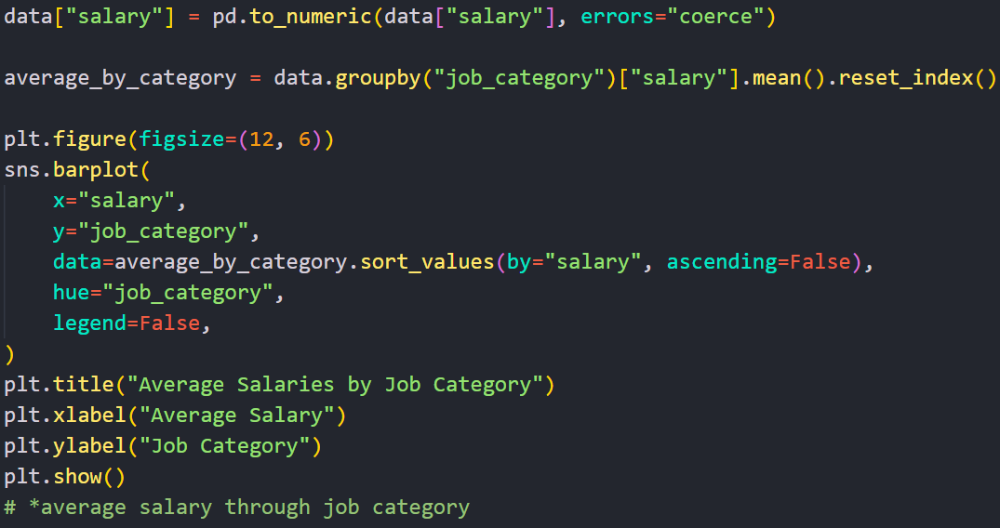 data["salary"] = pd.to_numeric(data["salary"], errors="coerce")
average_by_category = data.groupby("job_category")["salary"].mean().reset_index()
plt.figure(figsize=(12, 6))
sns.barplot(
    x="salary",
    y="job_category",
    data=average_by_category.sort_values(by="salary", ascending=False),
    hue="job_category",
    legend=False,
)
plt.title("Average Salaries by Job Category")
plt.xlabel("Average Salary")
plt.ylabel("Job Category")
plt.show()
# *average salary through job category